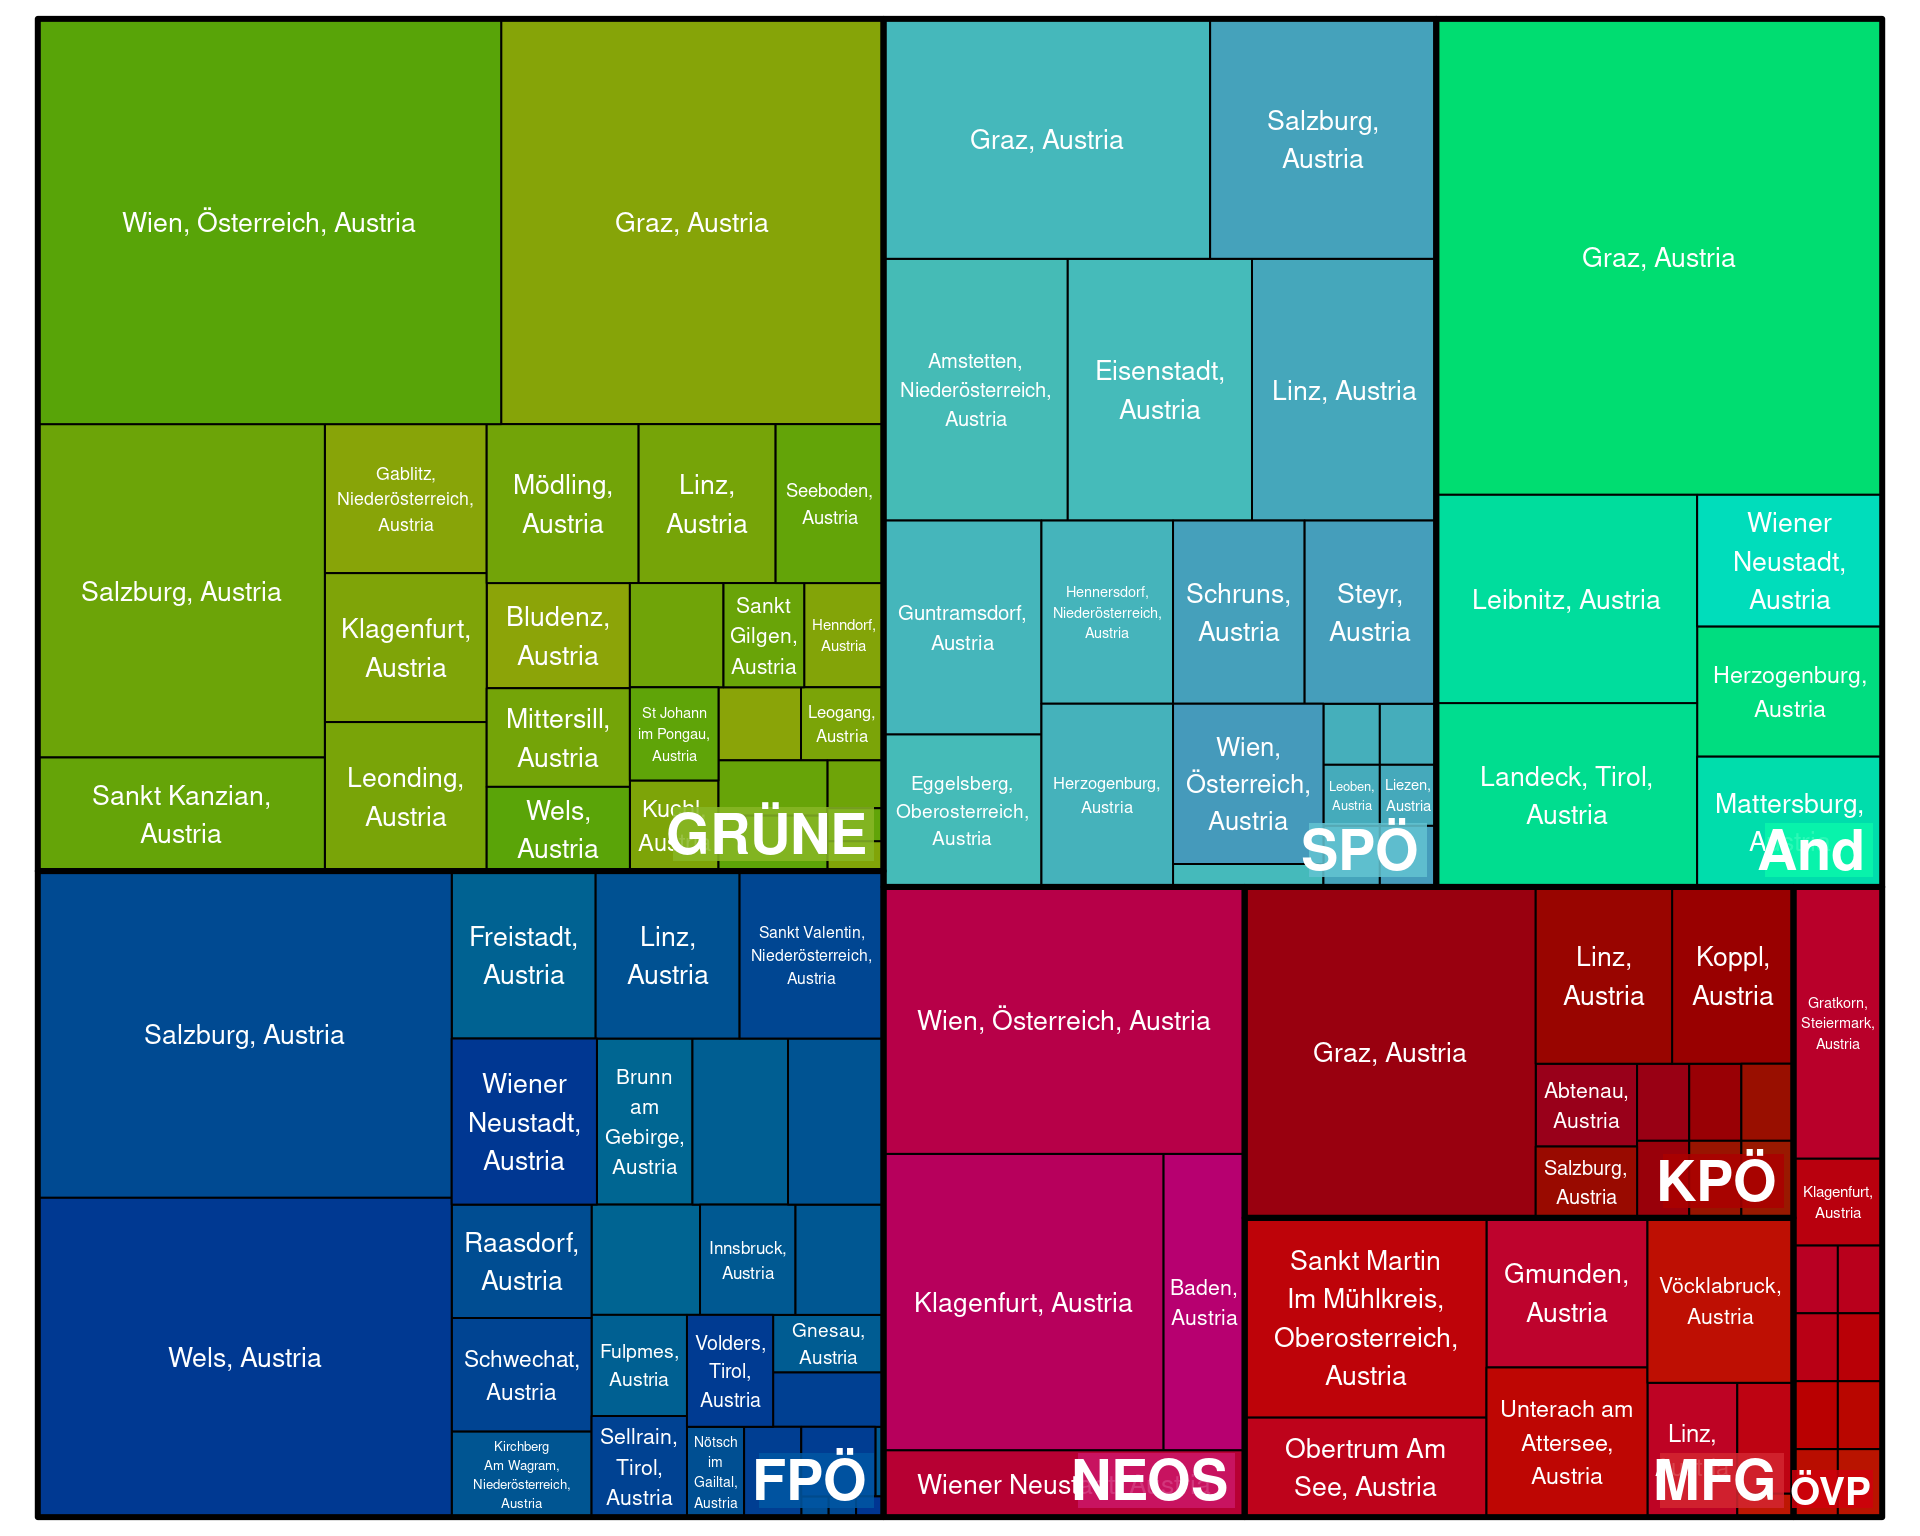 Wien, Österreich, Austria
Graz, Austria
Salzburg, Austria
Sankt Kanzian,
Austria
Gablitz,
Niederösterreich,
Austria
Klagenfurt,
Austria
Leonding,
Austria
Mödling,
Austria
Linz,
Austria
Seeboden,
Austria
Bludenz,
Austria
Sankt
Gilgen,
Austria
Henndorf,
Austria
Mittersill,
Austria
St Johann
im Pongau,
Austria
Leogang,
Austria
Wels,
Austria
Kuchl,
Austria
GRÜNE
Graz, Austria
Salzburg,
Austria
Amstetten,
Niederösterreich,
Austria
Eisenstadt,
Austria
Linz, Austria
Guntramsdorf,
Austria
Hennersdorf,
Niederösterreich,
Austria
Schruns,
Austria
Steyr,
Austria
Eggelsberg,
Oberosterreich,
Austria
Herzogenburg,
Austria
Wien,
Österreich,
Austria
Leoben,
Austria
Liezen,
Austria
SPÖ
Graz, Austria
Leibnitz, Austria
Wiener
Neustadt,
Austria
Herzogenburg,
Austria
Landeck, Tirol,
Austria
Mattersburg,
Austria
And
Salzburg, Austria
Wels, Austria
Freistadt,
Austria
Linz,
Austria
Sankt Valentin,
Niederösterreich,
Austria
Wiener
Neustadt,
Austria
Brunn
am
Gebirge,
Austria
Raasdorf,
Austria
Innsbruck,
Austria
Schwechat,
Austria
Fulpmes,
Austria
Volders,
Tirol,
Austria
Gnesau,
Austria
Kirchberg
Am Wagram,
Niederösterreich,
Austria
Sellrain,
Tirol,
Austria
Nötsch
im
Gailtal,
Austria
FPÖ
Wien, Österreich, Austria
Klagenfurt, Austria
Baden,
Austria
Wiener Neustadt, Austria
NEOS
Graz, Austria
Linz,
Austria
Koppl,
Austria
Abtenau,
Austria
Salzburg,
Austria
KPÖ
Sankt Martin
Im Mühlkreis,
Oberosterreich,
Austria
Obertrum Am
See, Austria
Gmunden,
Austria
Vöcklabruck,
Austria
Unterach am
Attersee,
Austria
Linz,
Austria
MFG
Gratkorn,
Steiermark,
Austria
Klagenfurt,
Austria
ÖVP